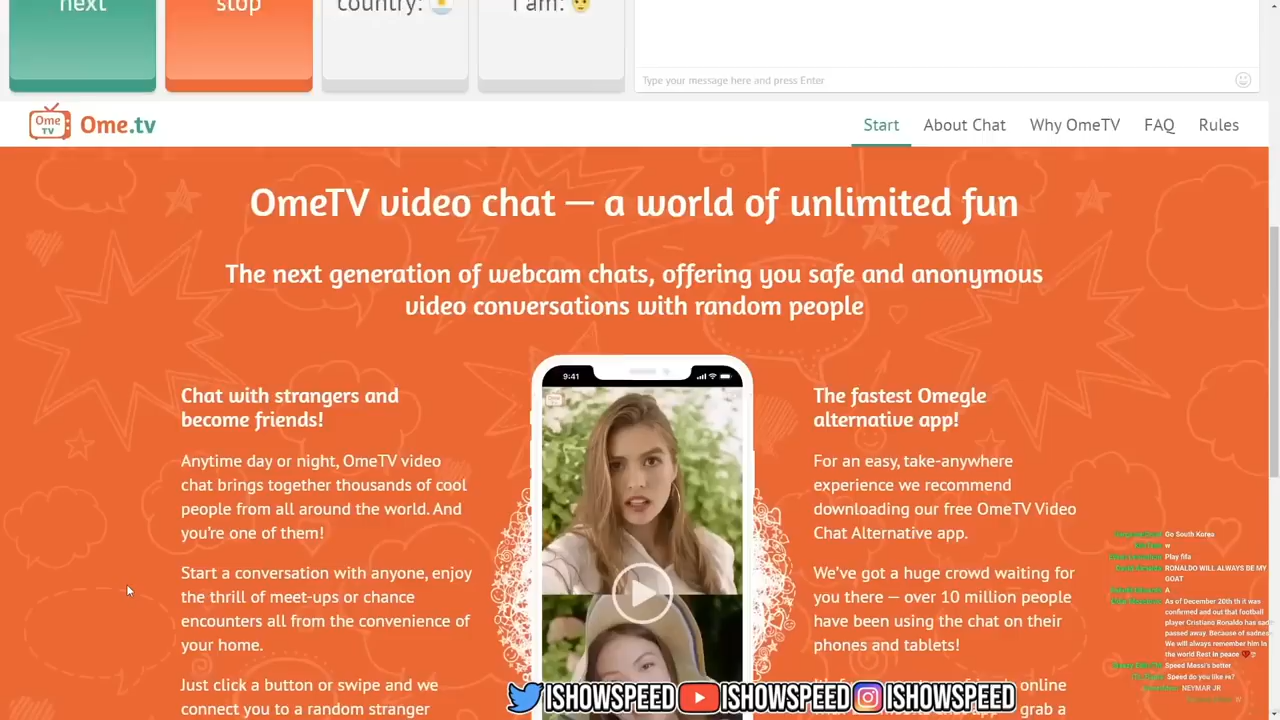 next
stop
country:
I am:
Type your message here and press Enter
Ome TV
Ome.tv
Start
About Chat
Why OmeTV
FAQ
Rules
OmeTV video chat — a world of unlimited fun
The next generation of webcam chats, offering you safe and anonymous
video conversations with random people
Chat with strangers and
become friends!
Anytime day or night, OmeTV video
chat brings together thousands of cool
people from all around the world. And
you're one of them!
Start a conversation with anyone, enjoy
the thrill of meet-ups or chance
encounters all from the convenience of
your home.
Just click a button or swipe and we
connect you to a random stranger
9:41
The fastest Omegle
alternative app!
For an easy, take-anywhere
experience we recommend
downloading our free OmeTV Video
Chat Alternative app.
We've got a huge crowd waiting for
you there — over 10 million people
have been using the chat on their
phones and tablets!
online
grab a
Go South Korea
w
Play fifa
RONALDO WILL ALWAYS BE MY
GOAT
A
As of December 20th th it was
confirmed and out that football
player Cristiano Ronaldo has sad
passed away. Because of sadnes
We will always remember him in
the world Rest in peace
Speed Messi's better
Speed do you like
NEYMAR JR
ISHOWSPEED
ISHOWSPEED
ISHOWSPEED